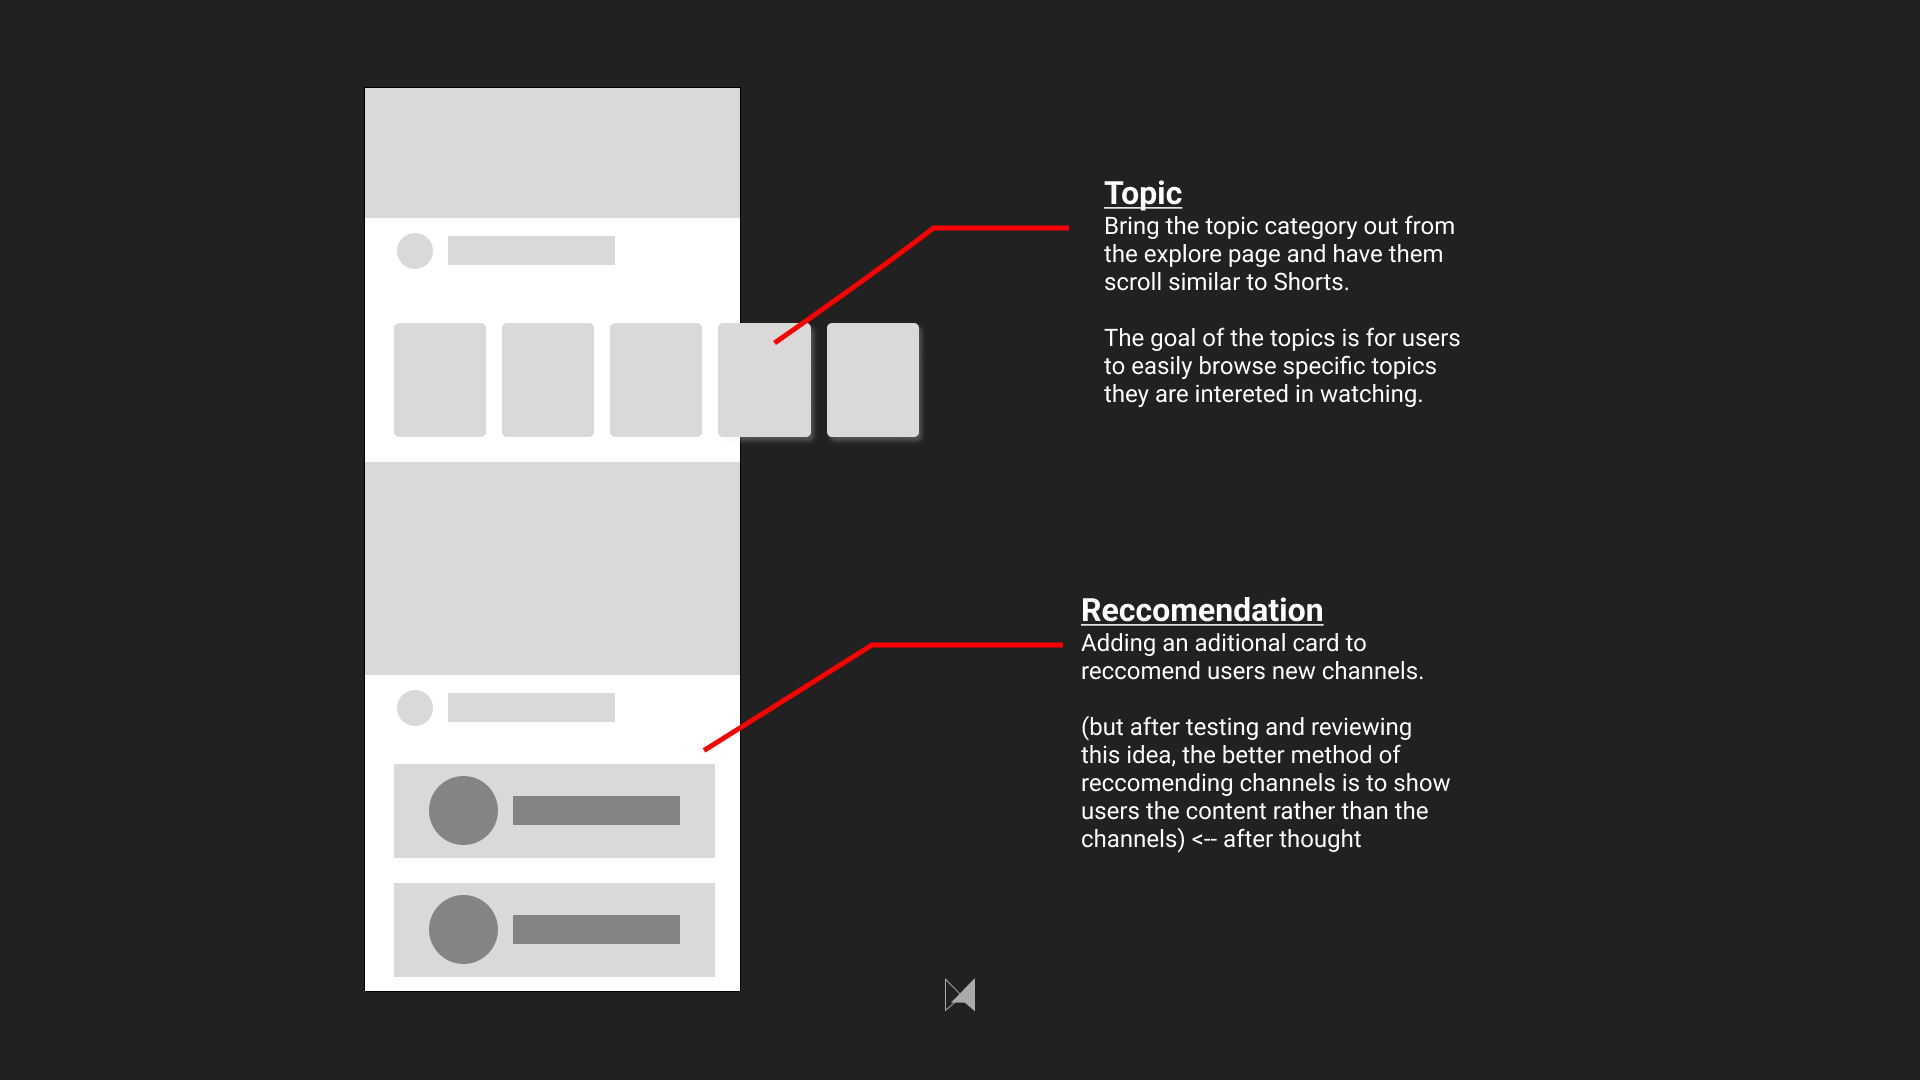 Topic
Bring the topic category out from
the explore page and have them
scroll similar to Shorts.
The goal of the topics is for users
to easily browse specific topics
they are intereted in watching.
Reccomendation
Adding an aditional card to
reccomend users new channels.
(but after testing and reviewing
this idea, the better method of
reccomending channels is to show
users the content rather than the
channels) <-- after thought